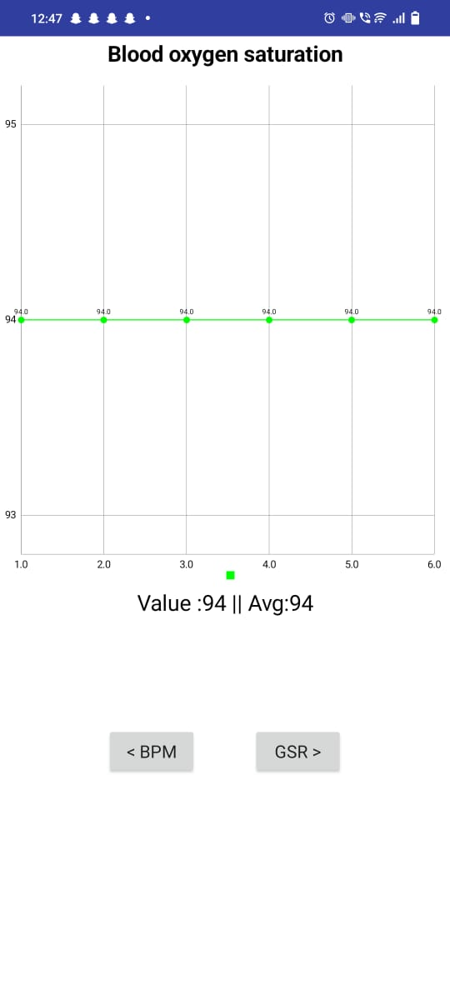 12:47
Blood oxygen saturation
95
94.0 94.0 94.0 94.0 94.0 94.0
94
93
1.0 2.0 3.0 4.0 5.0 6.0
Value :94 || Avg:94
< BPM GSR >